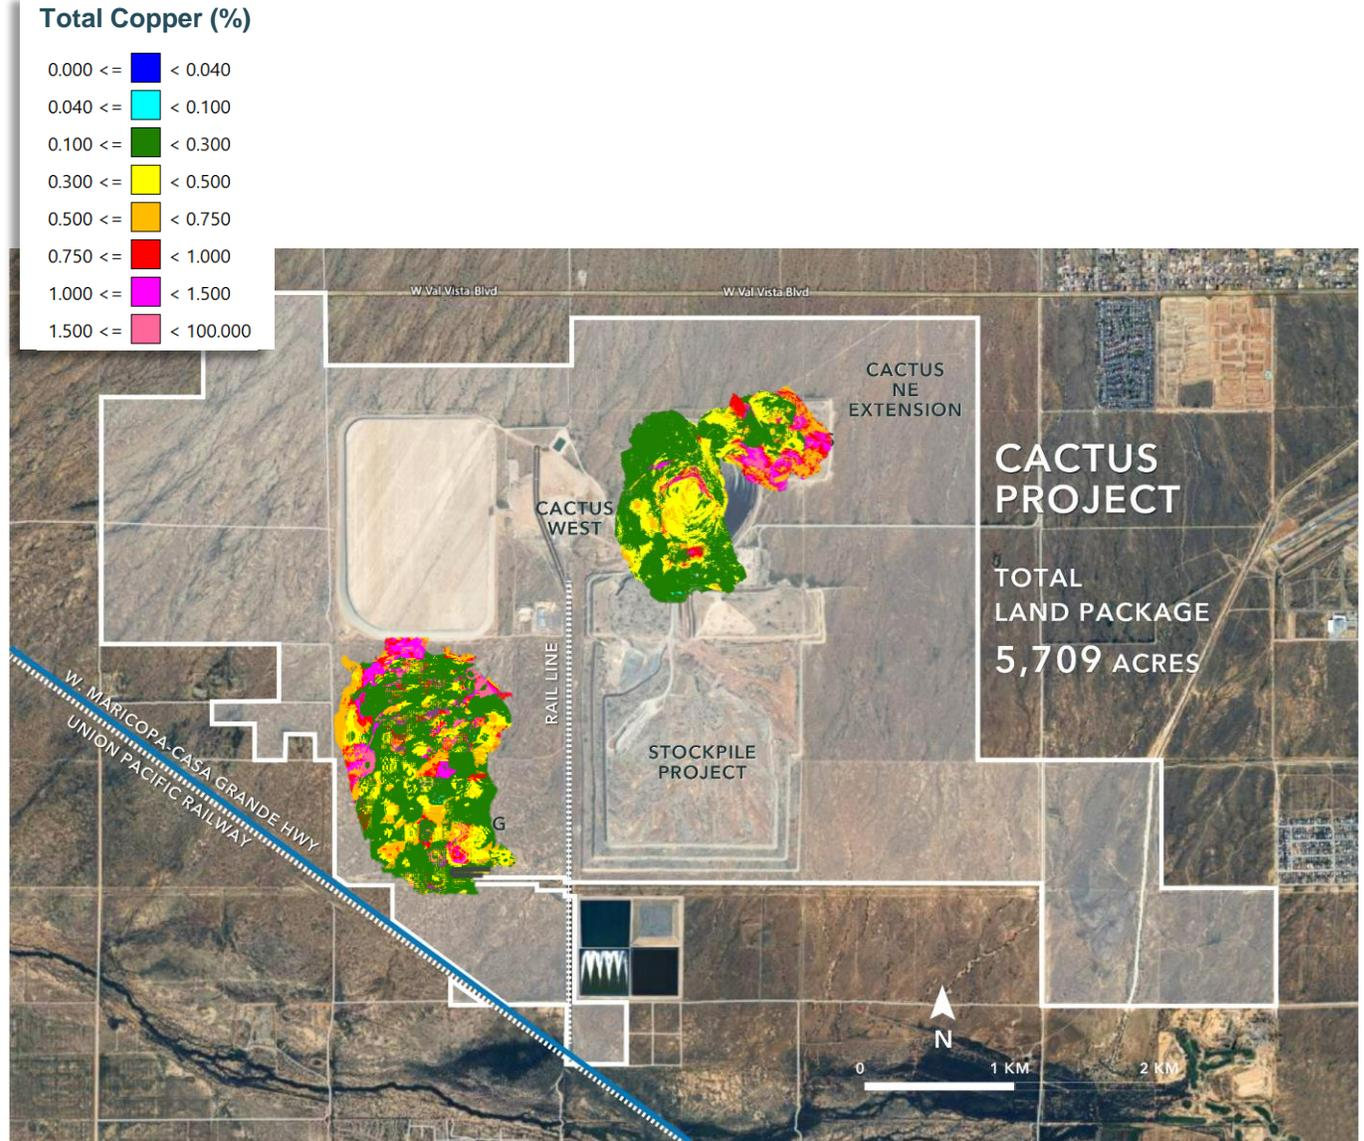 Total Copper (%)
0.000 <= < 0.040
0.040 <= < 0.100
0.100 <= < 0.300
0.300 <= < 0.500
0.500 <= < 0.750
0.750 <= < 1.000
1.000 <= < 1.500
1.500 <= < 100.000
W Val Vista Blvd
W Val Vista Blvd
CACTUS
NE
EXTENSION
CACTUS
PROJECT
CACTUS
WEST
TOTAL
LAND PACKAGE
5,709 ACRES
RAIL LINE
W. MARICOPA-CASA GRANDE HWY
UNION PACIFIC RAILWAY
STOCKPILE
PROJECT
G
N
0 1 KM 2 KM